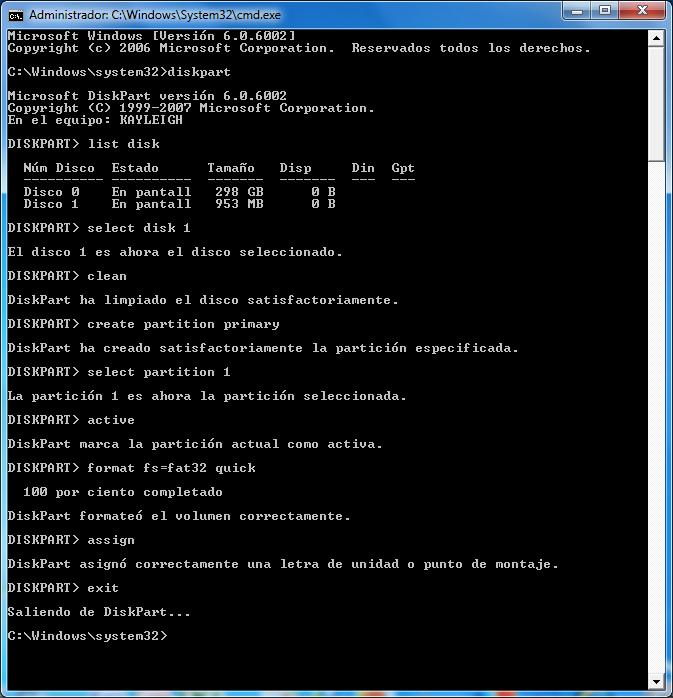 Administrador: C:\Windows\System32\cmd.exe
Microsoft Windows [Versión 6.0.6002]
Copyright (c) 2006 Microsoft Corporation.  Reservados todos los derechos.
C:\Windows\system32>diskpart
Microsoft DiskPart versión 6.0.6002
Copyright (C) 1999-2007 Microsoft Corporation.
En el equipo: KAYLEIGH
DISKPART> list disk
Núm Disco  Estado      Tamaño   Disp     Din  Gpt
---------- ----------  -------  -------  ---  ---
Disco 0    En pantall   298 GB      0 B
Disco 1    En pantall   953 MB      0 B
DISKPART> select disk 1
El disco 1 es ahora el disco seleccionado.
DISKPART> clean
DiskPart ha limpiado el disco satisfactoriamente.
DISKPART> create partition primary
DiskPart ha creado satisfactoriamente la partición especificada.
DISKPART> select partition 1
La partición 1 es ahora la partición seleccionada.
DISKPART> active
DiskPart marca la partición actual como activa.
DISKPART> format fs=fat32 quick
100 por ciento completado
DiskPart formateó el volumen correctamente.
DISKPART> assign
DiskPart asignó correctamente una letra de unidad o punto de montaje.
DISKPART> exit
Saliendo de DiskPart...
C:\Windows\system32>